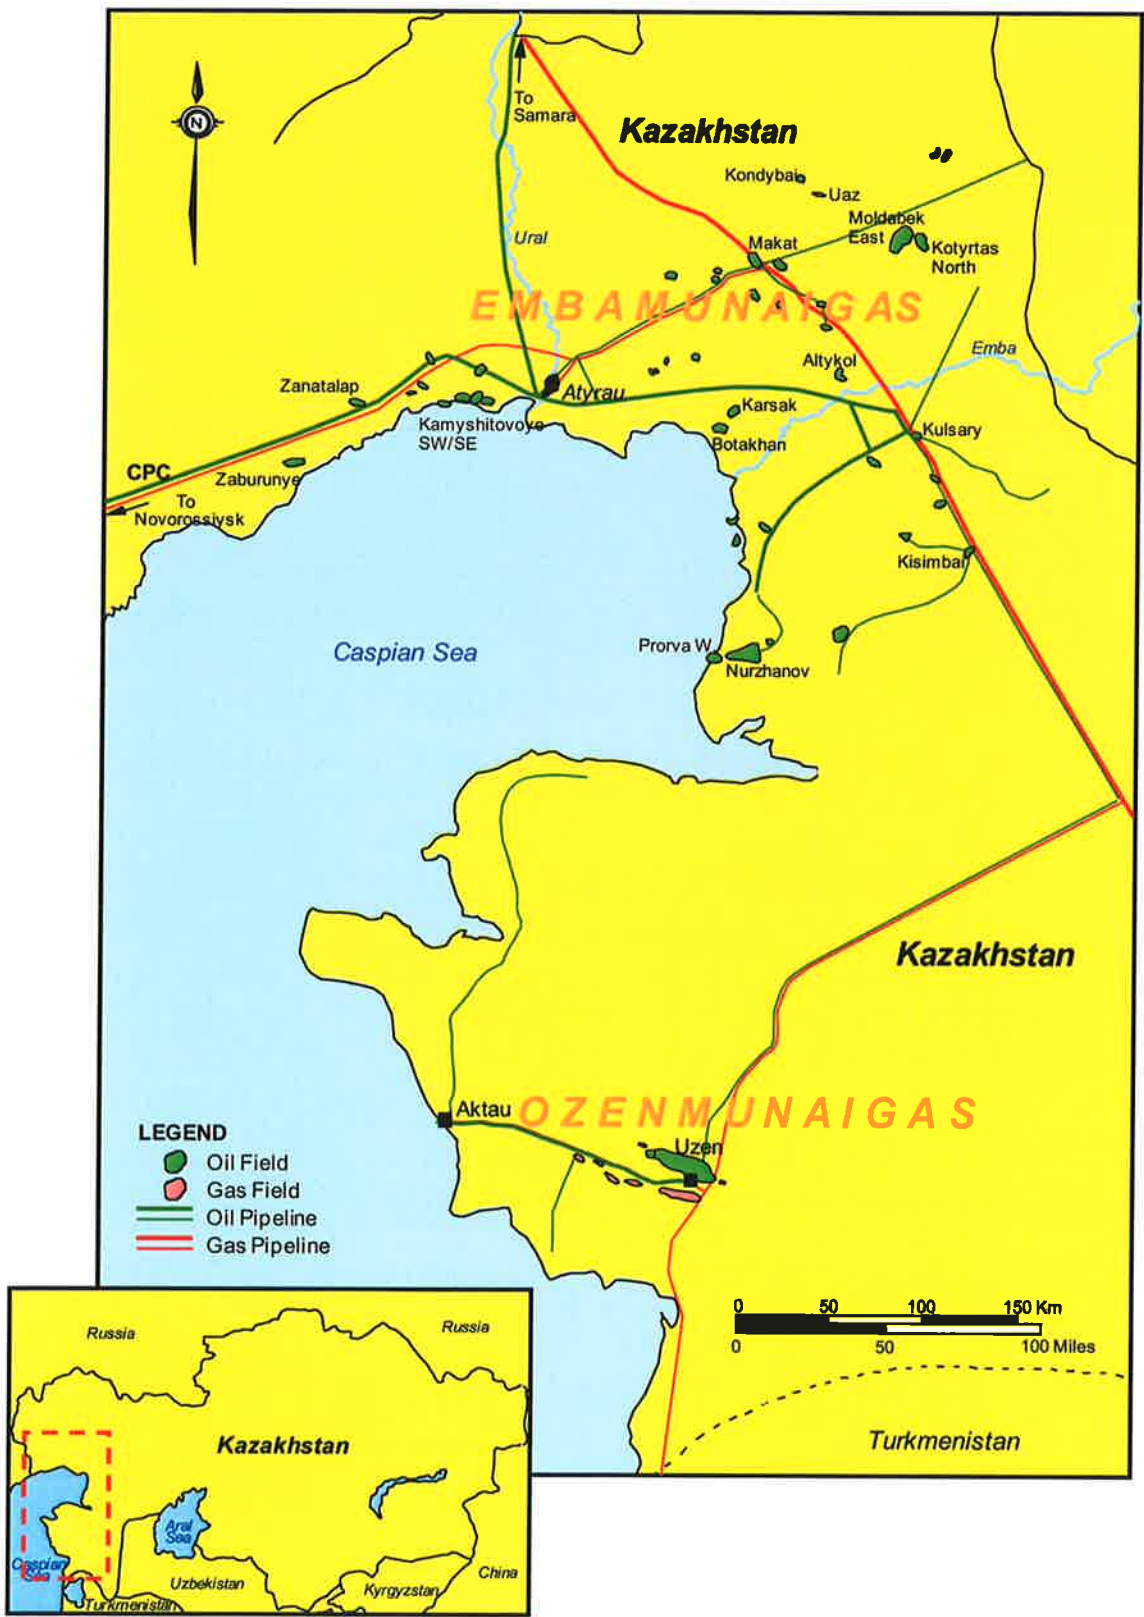 N
To
Samara
Kazakhstan
Kondybai
Uaz
Moldabek
East
Kotyrtas
North
Makat
Ural
EMBAMUNAIGAS
Emba
Altykol
Zanatalap
Atyrau
Karsak
Kamyshitovoye
SW/SE
Botakhan
Kulsary
CPC
Zaburunye
To
Novorossiysk
Kisimbai
Caspian Sea
Prorva W.
Nurzhanov
Kazakhstan
Aktau
OZENMUNAIGAS
Uzen
LEGEND
Oil Field
Gas Field
Oil Pipeline
Gas Pipeline
0 50 100 150 Km
0 50 100 Miles
Turkmenistan
Russia
Russia
Kazakhstan
Aral
Sea
Caspian
Sea
Uzbekistan
Kyrgyzstan
China
Turkmenistan